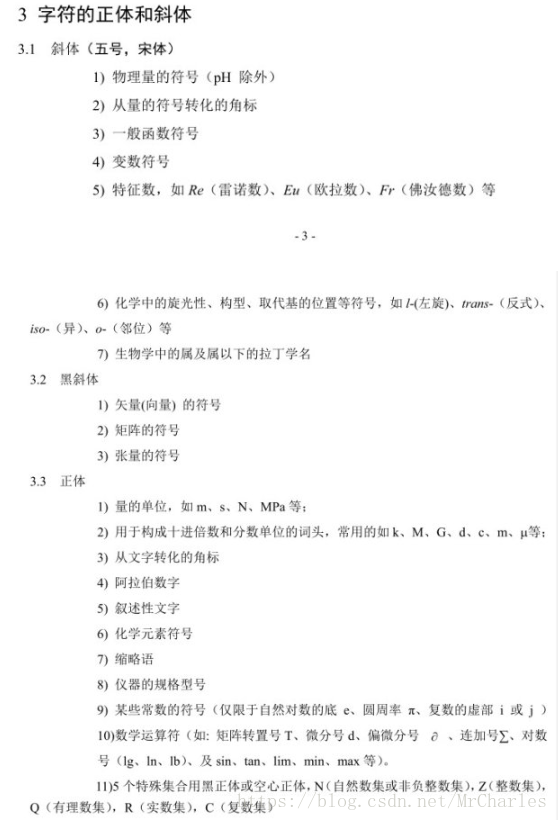 3 字符的正体和斜体
3.1 斜体（五号，宋体）
1) 物理量的符号（pH 除外）
2) 从量的符号转化的角标
3) 一般函数符号
4) 变数符号
5) 特征数，如 Re（雷诺数）、Eu（欧拉数）、Fr（佛汝德数）等
- 3 -
6) 化学中的旋光性、构型、取代基的位置等符号，如 l-(左旋)、trans-（反式）、
iso-（异）、o-（邻位）等
7) 生物学中的属及属以下的拉丁学名
3.2 黑斜体
1) 矢量(向量) 的符号
2) 矩阵的符号
3) 张量的符号
3.3 正体
1) 量的单位，如 m、s、N、MPa 等；
2) 用于构成十进倍数和分数单位的词头，常用的如 k、M、G、d、c、m、μ等；
3) 从文字转化的角标
4) 阿拉伯数字
5) 叙述性文字
6) 化学元素符号
7) 缩略语
8) 仪器的规格型号
9) 某些常数的符号（仅限于自然对数的底 e、圆周率 π、复数的虚部 i 或 j ）
10)数学运算符（如: 矩阵转置号 T、微分号 d、偏微分号 ∂ 、连加号∑、对数
号（lg、ln、lb）、及 sin、tan、lim、min、max 等）。
11)5 个特殊集合用黑正体或空心正体，N（自然数集或非负整数集），Z（整数集），
Q（有理数集），R（实数集），C（复数集）
https://blog.csdn.net/MrCharles